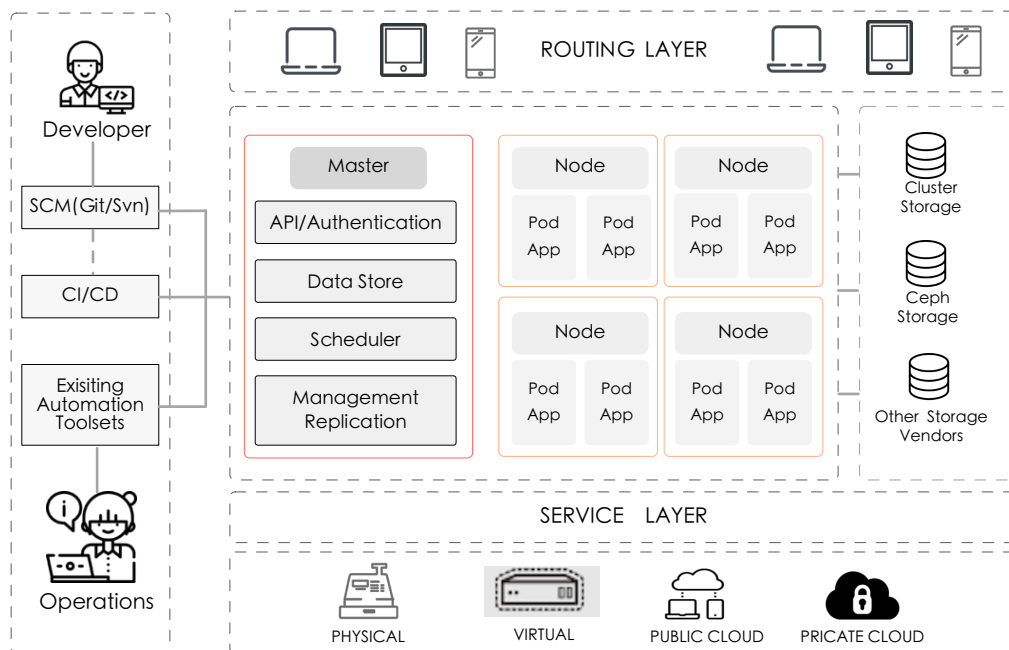 Developer
SCM(Git/Svn)
CI/CD
Exisiting
Automation
Toolsets
Operations
ROUTING LAYER
Master
API/Authentication
Data Store
Scheduler
Management
Replication
Node
Pod
App
Pod
App
Node
Pod
App
Pod
App
Node
Pod
App
Pod
App
Node
Pod
App
Pod
App
Cluster
Storage
Ceph
Storage
Other Storage
Vendors
SERVICE LAYER
PHYSICAL
VIRTUAL
PUBLIC CLOUD
PRICATE CLOUD